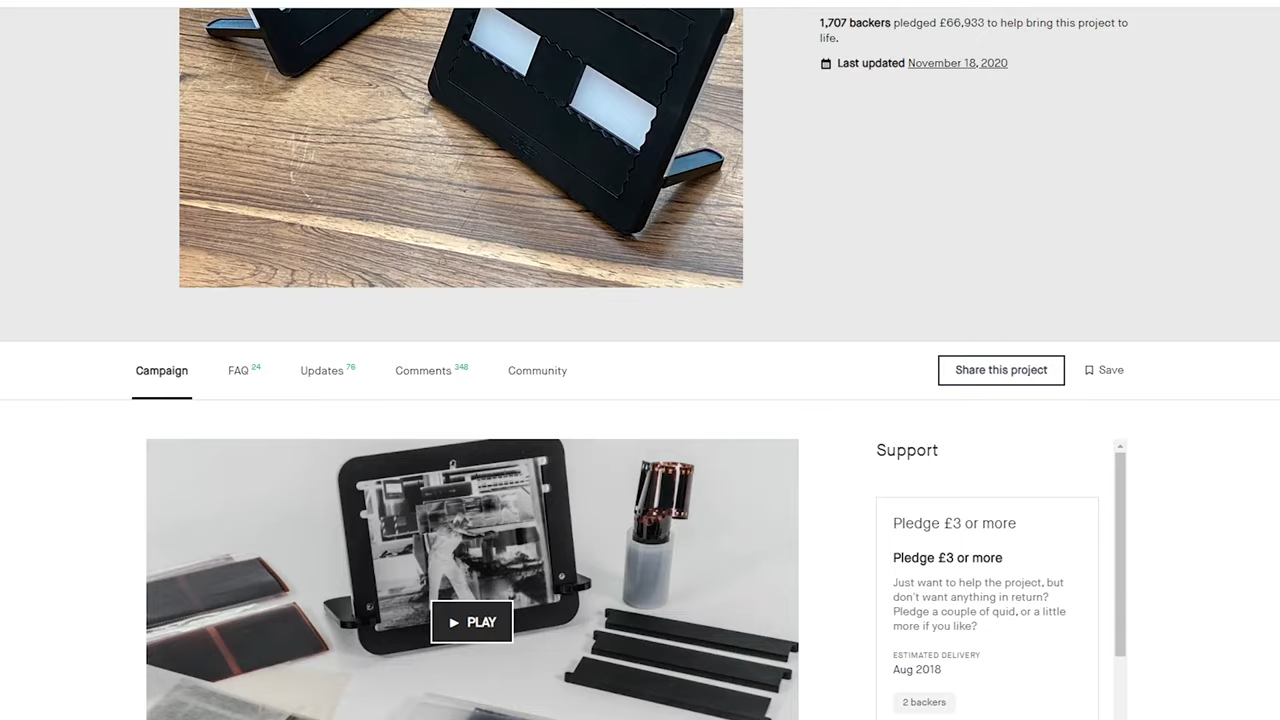 1,707 backers pledged £66,933 to help bring this project to
life.
Last updated November 18, 2020
Campaign
FAQ 24
Updates 76
Comments 348
Community
Share this project
Save
PLAY
Support
Pledge £3 or more
Pledge £3 or more
Just want to help the project, but
don't want anything in return?
Pledge a couple of quid, or a little
more if you like?
ESTIMATED DELIVERY
Aug 2018
2 backers